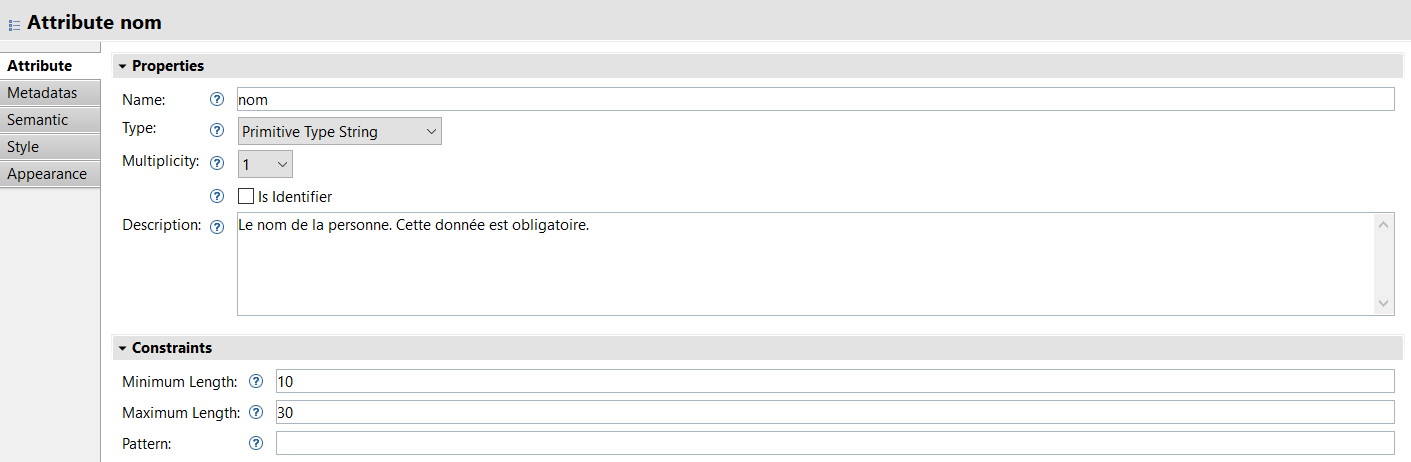 Attribute nom
Attribute
Metadatas
Semantic
Style
Appearance
Properties
Name: nom
Type: Primitive Type String
Multiplicity: 1
Is Identifier
Description: Le nom de la personne. Cette donnée est obligatoire.
Constraints
Minimum Length: 10
Maximum Length: 30
Pattern: